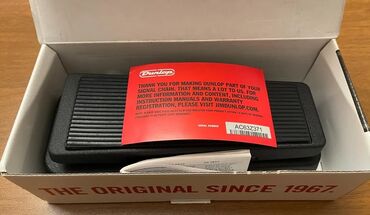 Dunlop
THANK YOU FOR MAKING DUNLOP PART OF YOUR
SIGNAL CHAIN. THAT MEANS A LOT TO US. FOR
MORE INFORMATION AND CONTENT, INCLUDING
INSTRUCTION MANUALS AND WARRANTY
REGISTRATION, PLEASE VISIT JIMDUNLOP.COM.
AC63Z371
THE ORIGINAL SINCE 1967.